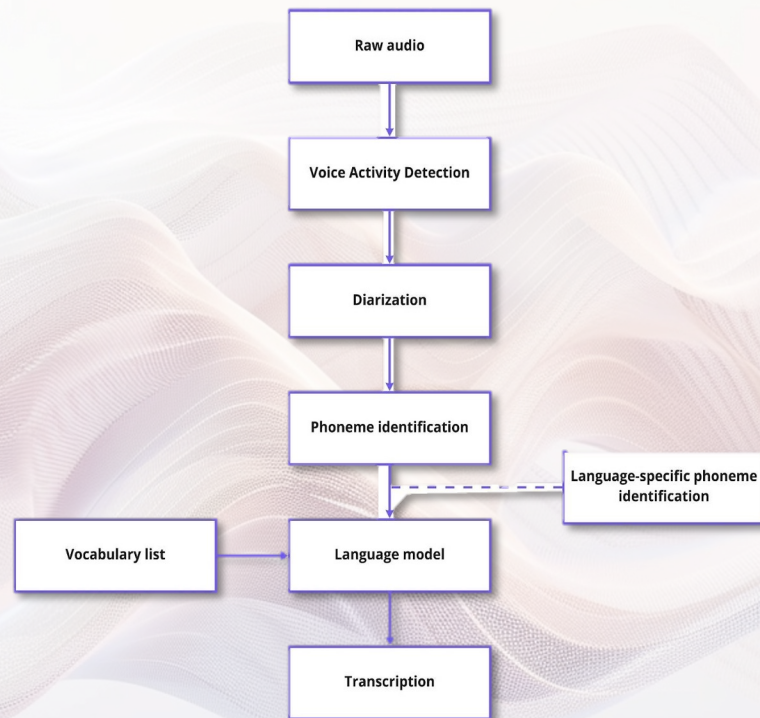 Raw audio
Voice Activity Detection
Diarization
Phoneme identification
Language-specific phoneme
identification
Vocabulary list
Language model
Transcription